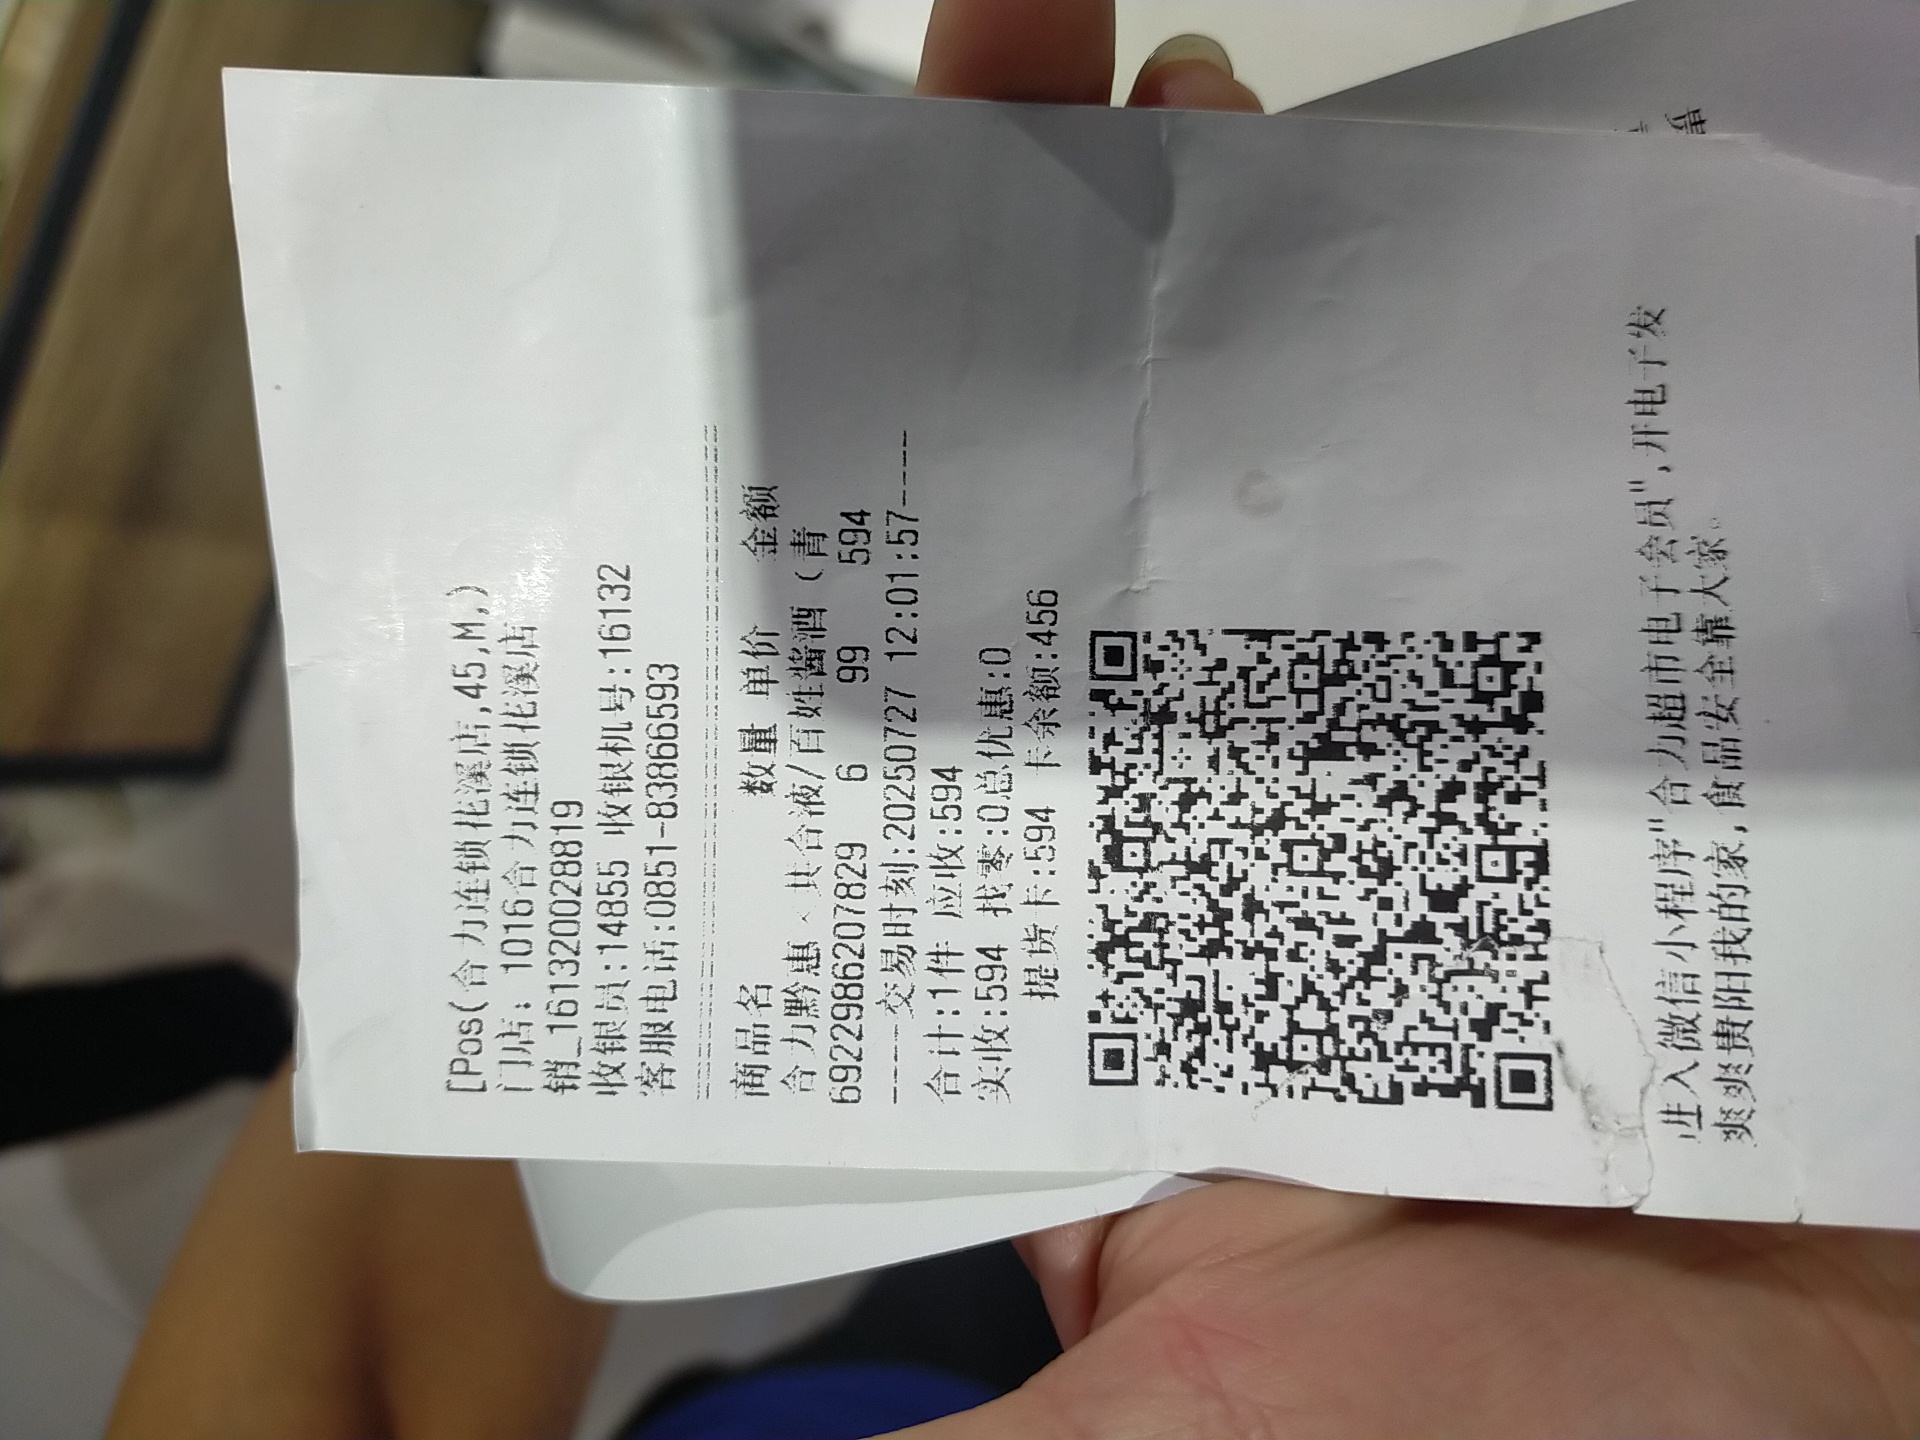 [Pos(合力连锁花溪店,45,M,)
门店: 1016合力连锁花溪店
销_161320028819
收银员:14855 收银机号:16132
客服电话:0851-83866593
商品名 数量 单价 金额
合力黔惠×共合液/百姓酱酒（青
6922986207829 6 99 594
----交易时刻:20250727 12:01:57----
合计:1件 应收:594
实收:594 找零:0总优惠:0
提货卡:594 卡余额:456
进入微信小程序"合力超市电子会员",开电子发
爽爽贵阳我的家,食品安全靠大家。